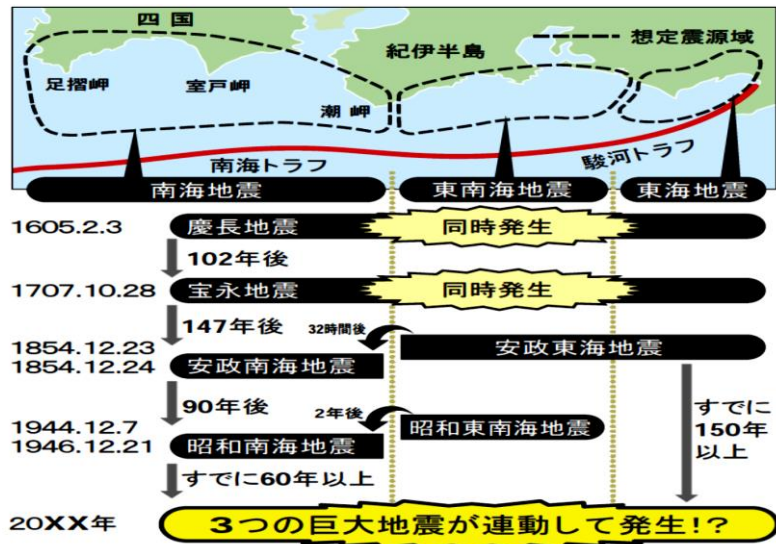 四国
紀伊半島
想定震源域
足摺岬
室戸岬
潮 岬
南海トラフ
駿河トラフ
南海地震
東南海地震
東海地震
1605.2.3
慶長地震
同時発生
102年後
1707.10.28
宝永地震
同時発生
147年後
32時間後
1854.12.23
1854.12.24
安政東海地震
安政南海地震
90年後
2年後
すでに
150年
以上
1944.12.7
1946.12.21
昭和東南海地震
昭和南海地震
すでに60年以上
20XX年
3つの巨大地震が連動して発生!?